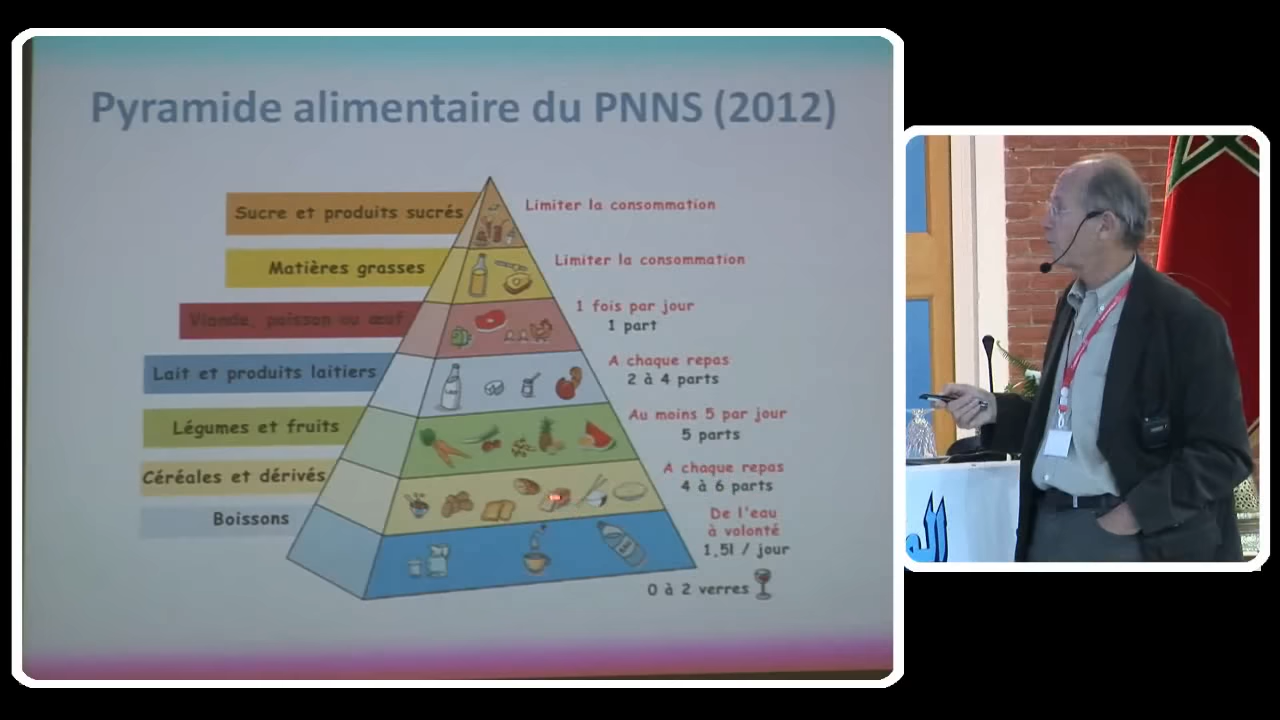 Pyramide alimentaire du PNNS (2012)
Sucre et produits sucrés
Limiter la consommation
Matières grasses
Limiter la consommation
Viande, poisson ou œuf
1 fois par jour
1 part
Lait et produits laitiers
A chaque repas
2 à 4 parts
Légumes et fruits
Au moins 5 par jour
5 parts
Céréales et dérivés
A chaque repas
4 à 6 parts
Boissons
De l'eau
à volonté
1,5l / jour
0 à 2 verres